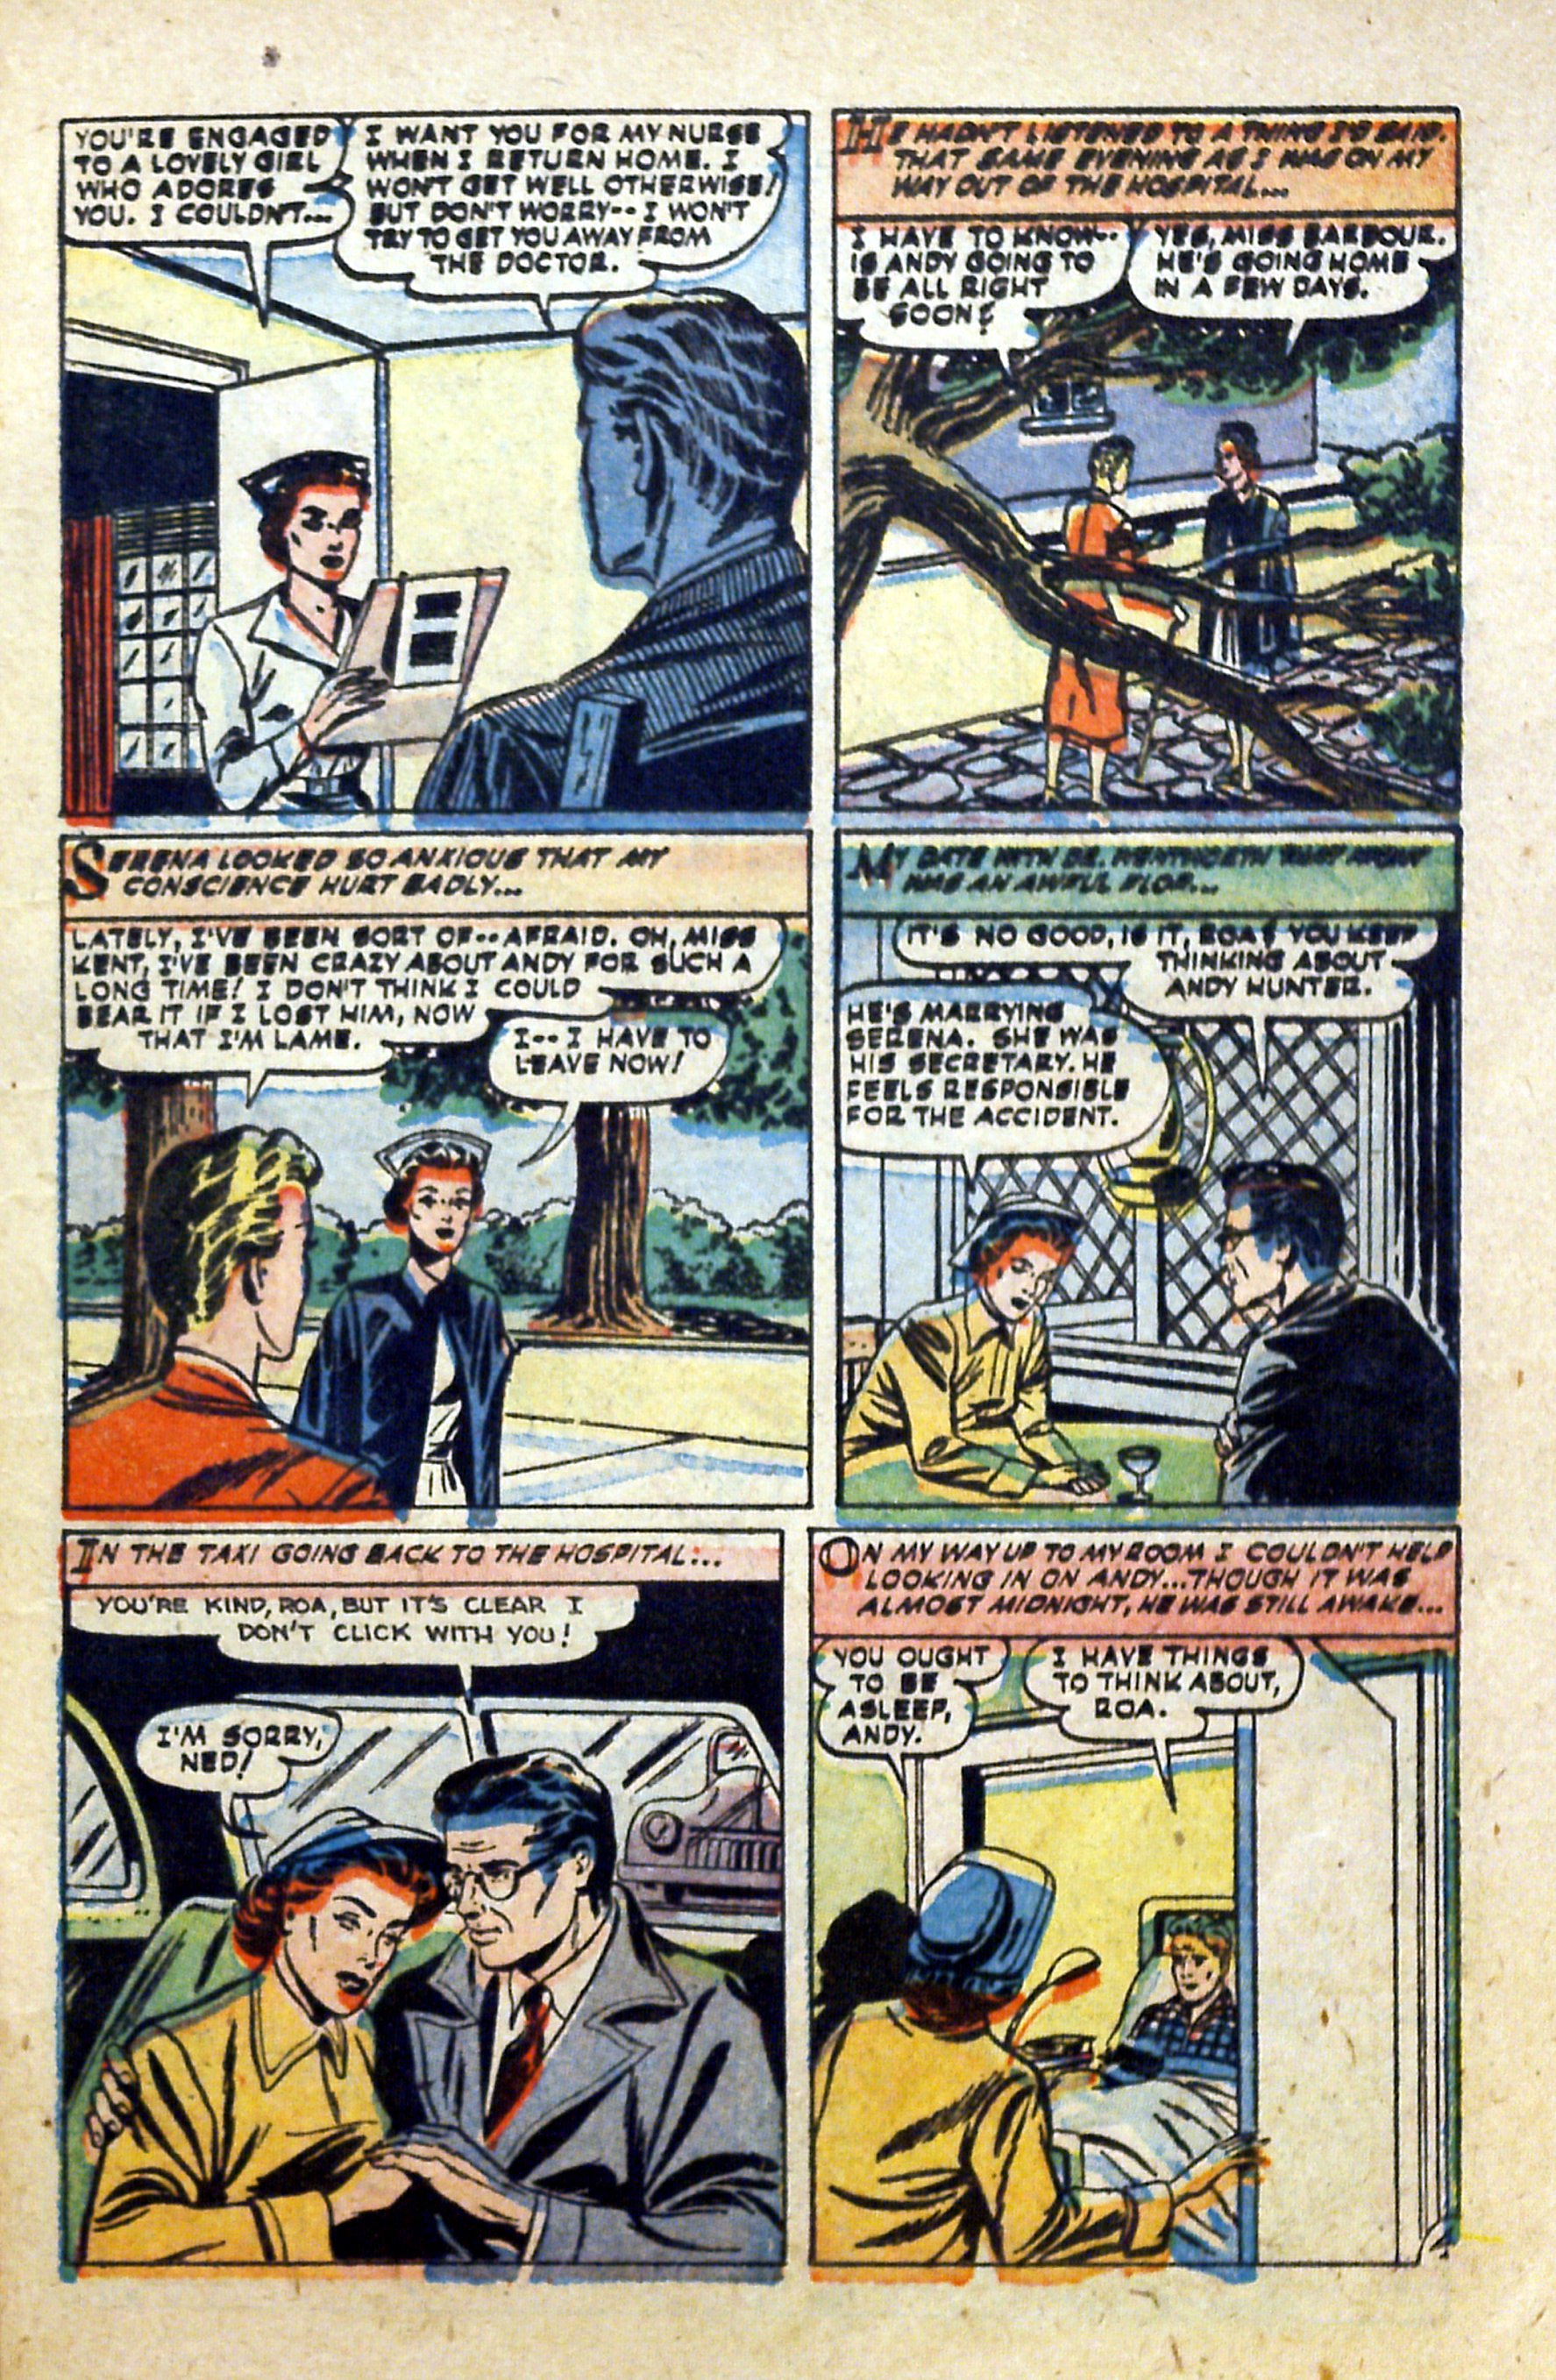 YOU'RE ENGAGED
TO A LOVELY GIRL
WHO ADORES
YOU. I COULDN'T...
I WANT YOU FOR MY NURSE
WHEN I RETURN HOME. I
WON'T GET WELL OTHERWISE!
BUT DON'T WORRY-- I WON'T
TRY TO GET YOU AWAY FROM
THE DOCTOR.
HE HADN'T LISTENED TO A THING I'D SAID.
THAT SAME EVENING AS I WAS ON MY
WAY OUT OF THE HOSPITAL...
I HAVE TO KNOW--
IS ANDY GOING TO
BE ALL RIGHT
SOON?
YES, MISS BARBOUR.
HE'S GOING HOME
IN A FEW DAYS.
SERENA LOOKED SO ANXIOUS THAT MY
CONSCIENCE HURT BADLY...
LATELY, I'VE BEEN SORT OF--AFRAID. OH, MISS
KENT, I'VE BEEN CRAZY ABOUT ANDY FOR SUCH A
LONG TIME! I DON'T THINK I COULD
BEAR IT IF I LOST HIM, NOW
THAT I'M LAME.
I-- I HAVE TO
LEAVE NOW!
MY DATE WITH DR. WENTWORTH THAT NIGHT
WAS AN AWFUL FLOP...
IT'S NO GOOD, IS IT, ROA? YOU KEEP
THINKING ABOUT
ANDY HUNTER.
HE'S MARRYING
SERENA. SHE WAS
HIS SECRETARY. HE
FEELS RESPONSIBLE
FOR THE ACCIDENT.
IN THE TAXI GOING BACK TO THE HOSPITAL...
YOU'RE KIND, ROA, BUT IT'S CLEAR I
DON'T CLICK WITH YOU!
I'M SORRY,
NED!
ON MY WAY UP TO MY ROOM I COULDN'T HELP
LOOKING IN ON ANDY...THOUGH IT WAS
ALMOST MIDNIGHT, HE WAS STILL AWAKE...
YOU OUGHT
TO BE
ASLEEP,
ANDY.
I HAVE THINGS
TO THINK ABOUT,
ROA.